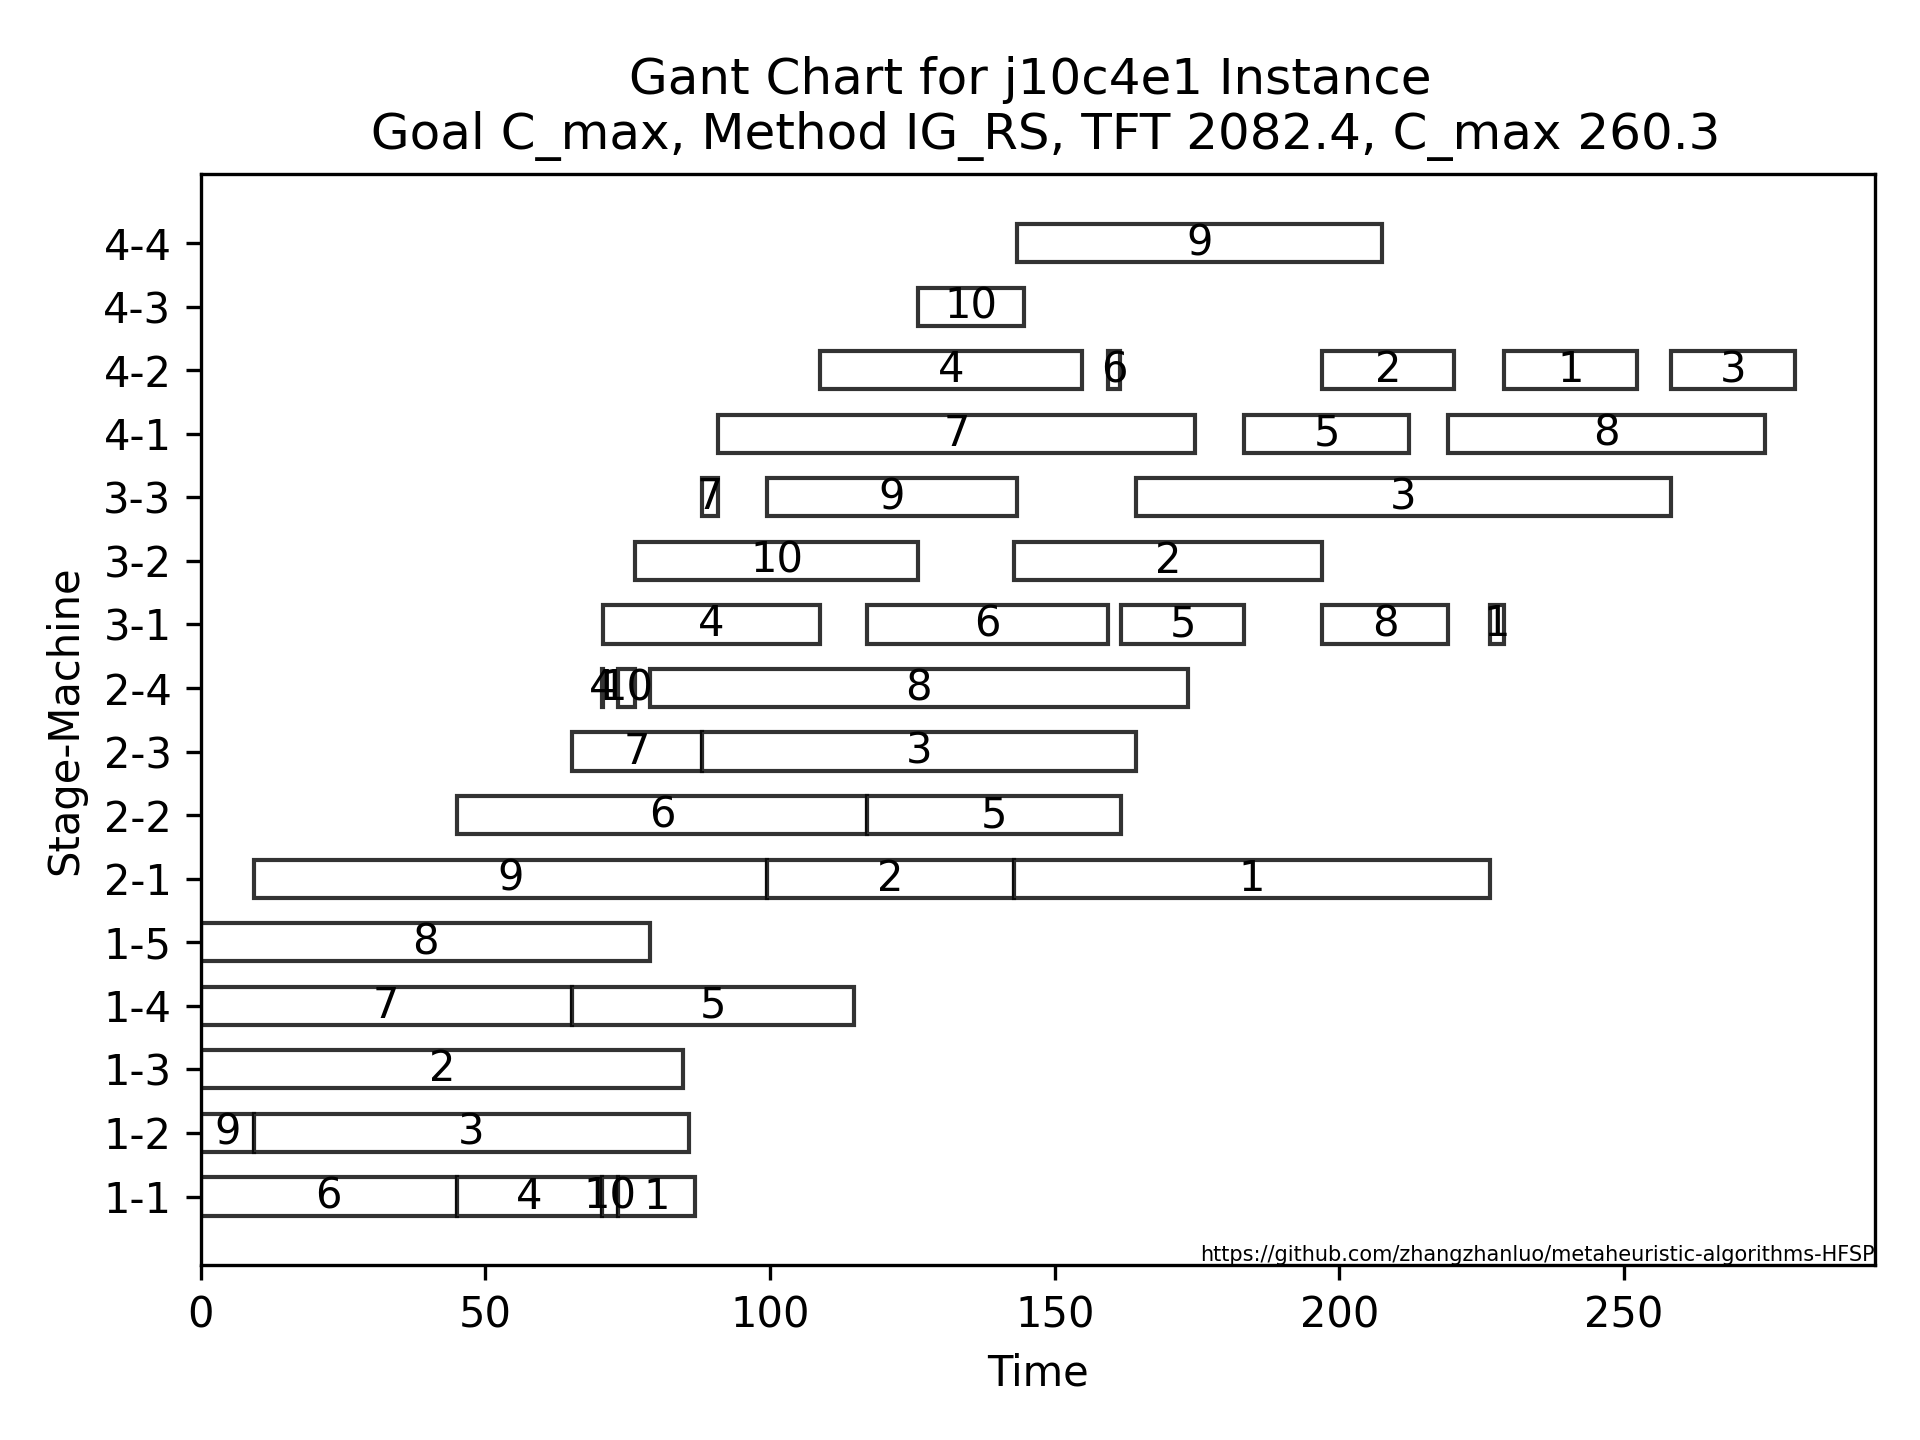 Gant Chart for j10c4e1 Instance
Goal C_max, Method IG_RS, TFT 2082.4, C_max 260.3
Stage-Machine
4-4 9
4-3 10
4-2 4 6 2 1 3
4-1 7 5 8
3-3 7 9 3
3-2 10 2
3-1 4 6 5 8 1
2-4 4 10 8
2-3 7 3
2-2 6 5
2-1 9 2 1
1-5 8
1-4 7 5
1-3 2
1-2 9 3
1-1 6 4 10 1
https://github.com/zhangzhanluo/metaheuristic-algorithms-HFSP
0 50 100 150 200 250
Time